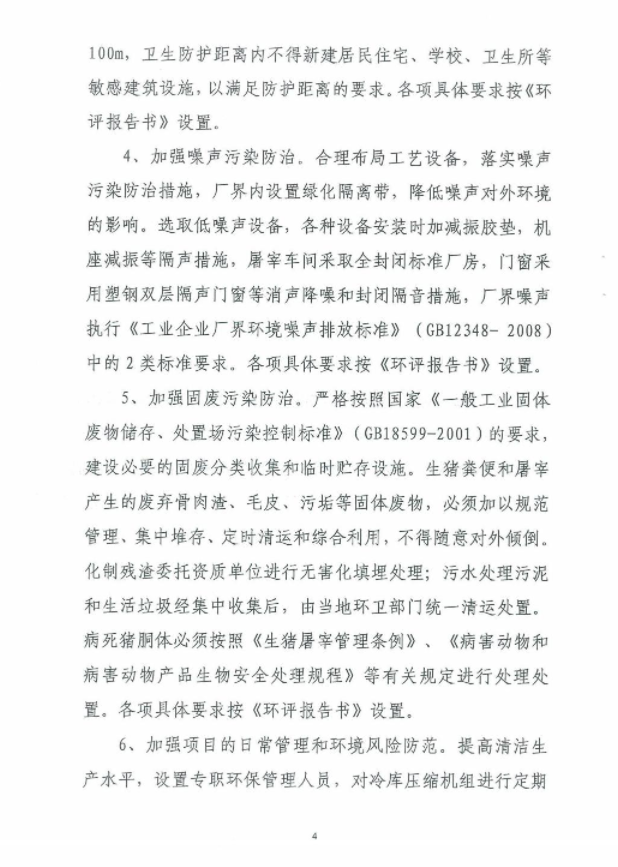 100m，卫生防护距离内不得新建居民住宅、学校、卫生所等
敏感建筑设施，以满足防护距离的要求。各项具体要求按《环
评报告书》设置。
4、加强噪声污染防治。合理布局工艺设备，落实噪声
污染防治措施，厂界内设置绿化隔离带，降低噪声对外环境
的影响。选取低噪声设备，各种设备安装时加减振胶垫，机
座减振等隔声措施，屠宰车间采取全封闭标准厂房，门窗采
用塑钢双层隔声门窗等消声降噪和封闭隔音措施，厂界噪声
执行《工业企业厂界环境噪声排放标准》（GB12348- 2008）
中的 2 类标准要求。各项具体要求按《环评报告书》设置。
5、加强固废污染防治。严格按照国家《一般工业固体
废物储存、处置场污染控制标准》（GB18599-2001）的要求，
建设必要的固废分类收集和临时贮存设施。生猪粪便和屠宰
产生的废弃骨肉渣、毛皮、污垢等固体废物，必须加以规范
管理、集中堆存、定时清运和综合利用，不得随意对外倾倒。
化制残渣委托资质单位进行无害化填埋处理；污水处理污泥
和生活垃圾经集中收集后，由当地环卫部门统一清运处置。
病死猪胴体必须按照《生猪屠宰管理条例》、《病害动物和
病害动物产品生物安全处理规程》等有关规定进行处理处
置。各项具体要求按《环评报告书》设置。
6、加强项目的日常管理和环境风险防范。提高清洁生
产水平，设置专职环保管理人员，对冷库压缩机组进行定期
4